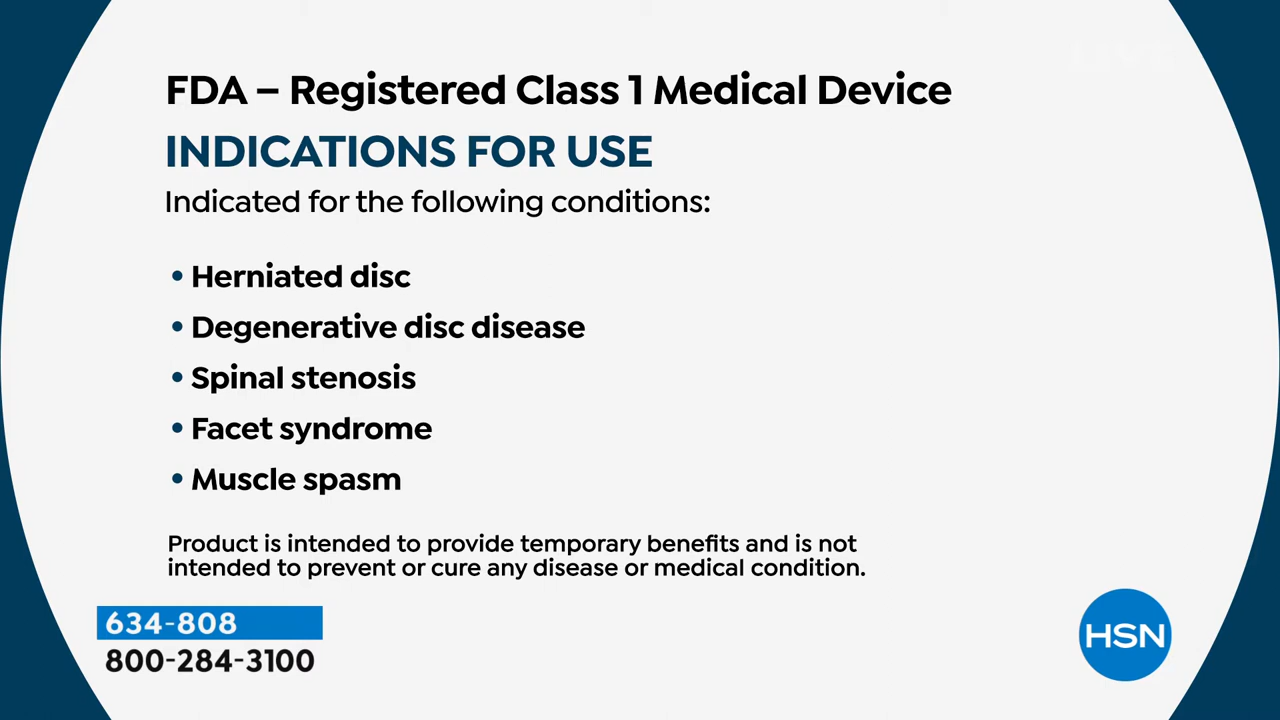 FDA – Registered Class 1 Medical Device
INDICATIONS FOR USE
Indicated for the following conditions:
• Herniated disc
• Degenerative disc disease
• Spinal stenosis
• Facet syndrome
• Muscle spasm
Product is intended to provide temporary benefits and is not
intended to prevent or cure any disease or medical condition.
634-808
800-284-3100
HSN